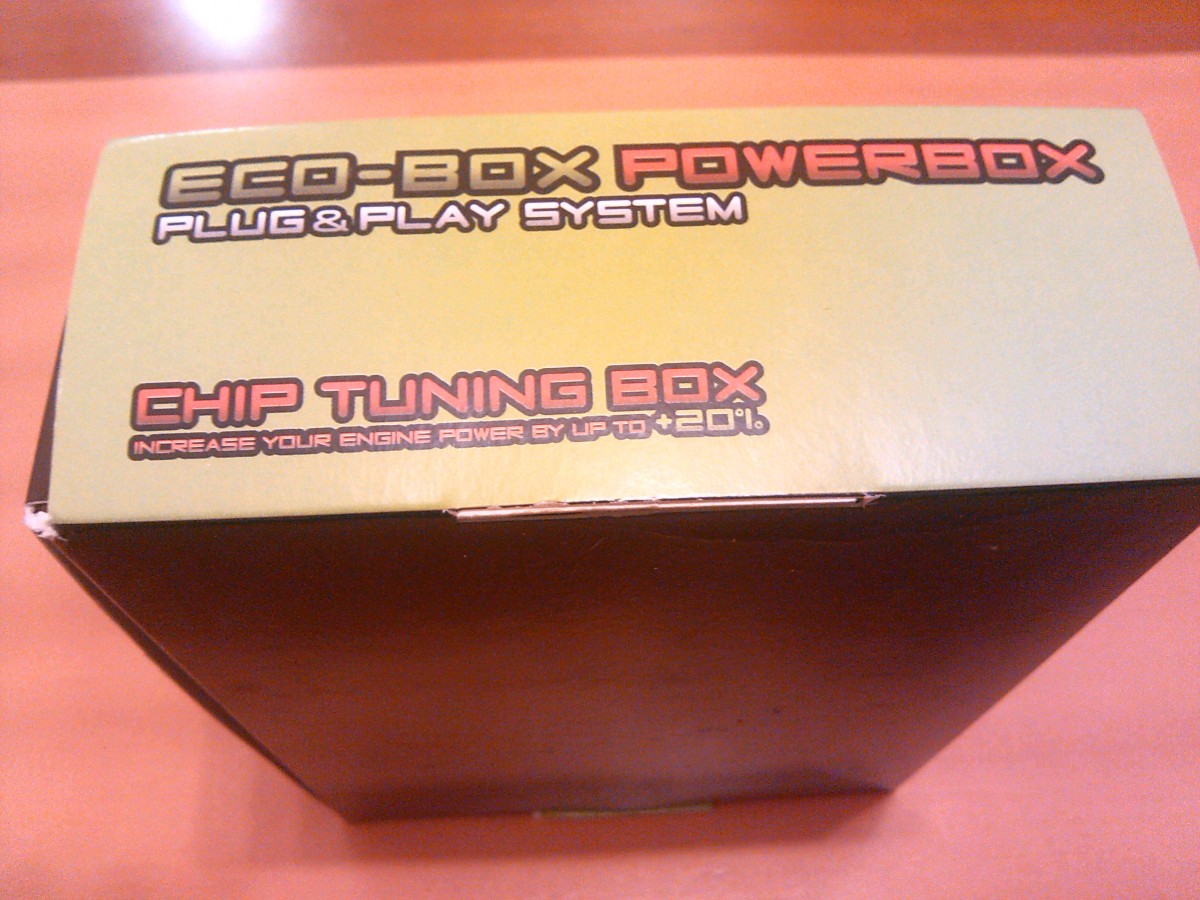 ECO-BOX POWERBOX
PLUG&PLAY SYSTEM
CHIP TUNING BOX
INCREASE YOUR ENGINE POWER BY UP TO +20%